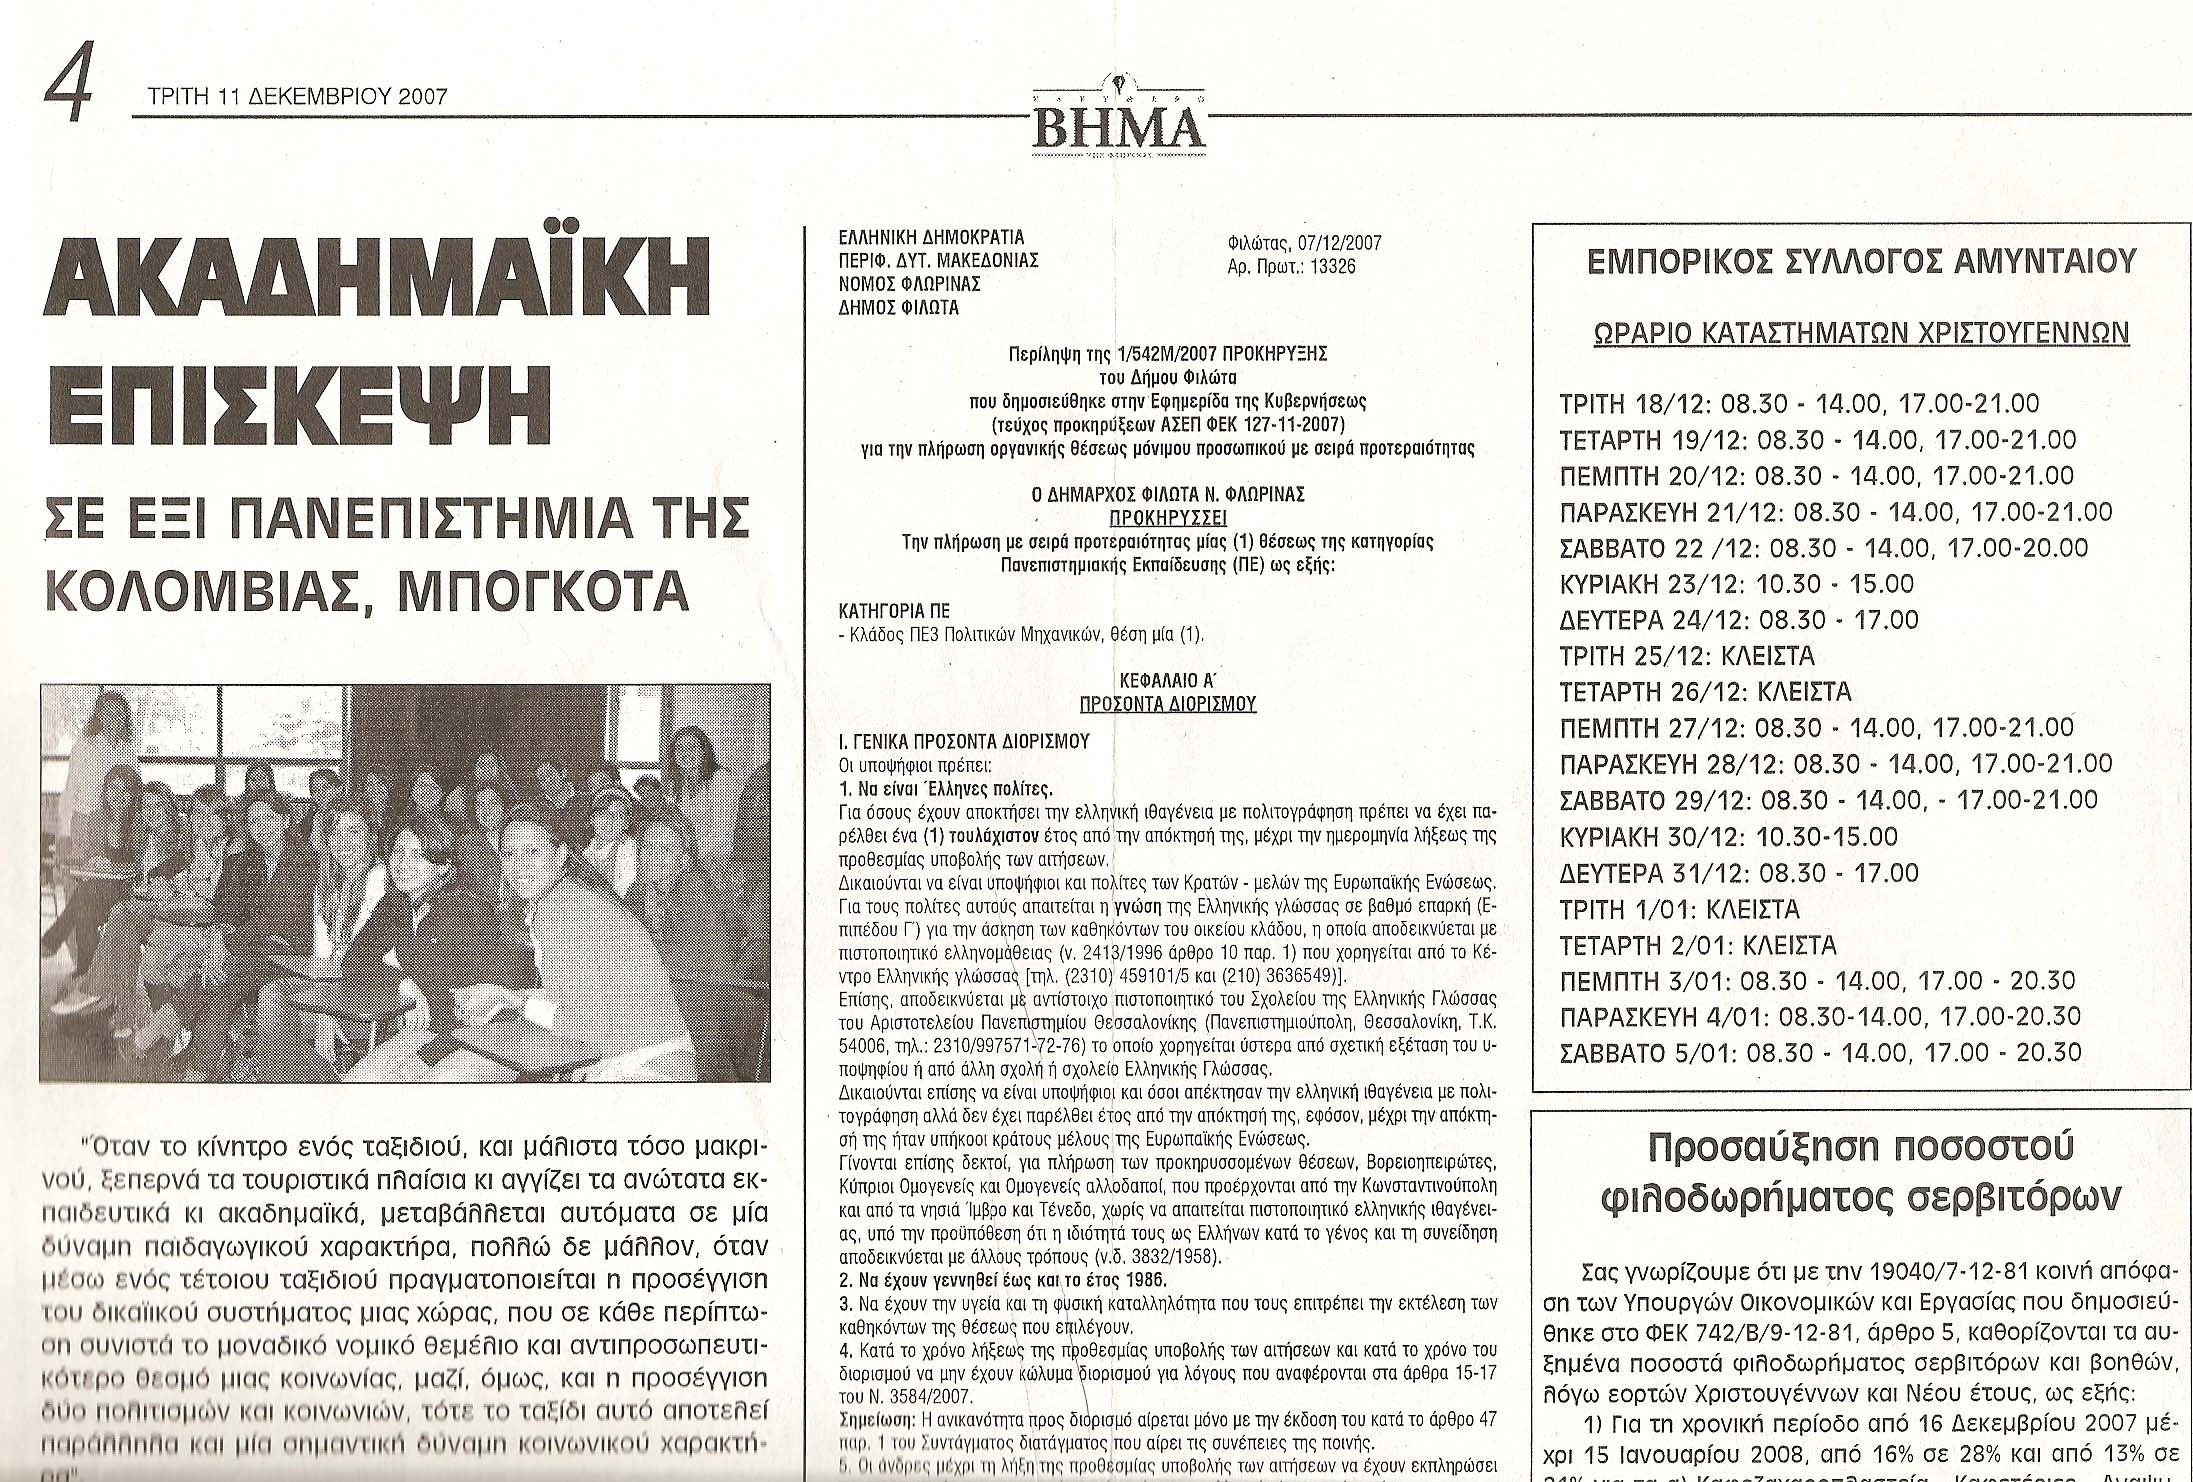 4
ΤΡΙΤΗ 11 ΔΕΚΕΜΒΡΙΟΥ 2007
ΒΗΜΑ
ΑΚΑΔΗΜΑΪΚΗ
ΕΠΙΣΚΕΨΗ
ΣΕ ΕΞΙ ΠΑΝΕΠΙΣΤΗΜΙΑ ΤΗΣ
ΚΟΛΟΜΒΙΑΣ, ΜΠΟΓΚΟΤΑ
"Όταν το κίνητρο ενός ταξιδιού, και μάλιστα τόσο μακρι-
νού, ξεπερνά τα τουριστικά πλαίσια κι αγγίζει τα ανώτατα εκ-
παιδευτικά κι ακαδημαϊκά, μεταβάλλεται αυτόματα σε μία
δύναμη παιδαγωγικού χαρακτήρα, πολλώ δε μάλλον, όταν
μέσω ενός τέτοιου ταξιδιού πραγματοποιείται η προσέγγιση
του δικαϊικού συστήματος μιας χώρας, που σε κάθε περίπτω-
ση συνιστά το μοναδικό νομικό θεμέλιο και αντιπροσωπευτι-
κότερο θεσμό μιας κοινωνίας, μαζί, όμως, και η προσέγγιση
δύο πολιτισμών και κοινωνιών, τότε το ταξίδι αυτό αποτελεί
παράλληλα και μία σημαντική δύναμη κοινωνικού χαρακτή-
ρα".
ΕΛΛΗΝΙΚΗ ΔΗΜΟΚΡΑΤΙΑ
ΠΕΡΙΦ. ΔΥΤ. ΜΑΚΕΔΟΝΙΑΣ
ΝΟΜΟΣ ΦΛΩΡΙΝΑΣ
ΔΗΜΟΣ ΦΙΛΩΤΑ
Φιλώτας, 07/12/2007
Αρ. Πρωτ.: 13326
Περίληψη της 1/542Μ/2007 ΠΡΟΚΗΡΥΞΗΣ
του Δήμου Φιλώτα
που δημοσιεύθηκε στην Εφημερίδα της Κυβερνήσεως
(τεύχος προκηρύξεων ΑΣΕΠ ΦΕΚ 127-11-2007)
για την πλήρωση οργανικής θέσεως μόνιμου προσωπικού με σειρά προτεραιότητας
Ο ΔΗΜΑΡΧΟΣ ΦΙΛΩΤΑ Ν. ΦΛΩΡΙΝΑΣ
ΠΡΟΚΗΡΥΣΣΕΙ
Την πλήρωση με σειρά προτεραιότητας μίας (1) θέσεως της κατηγορίας
Πανεπιστημιακής Εκπαίδευσης (ΠΕ) ως εξής:
ΚΑΤΗΓΟΡΙΑ ΠΕ
- Κλάδος ΠΕ3 Πολιτικών Μηχανικών, θέση μία (1).
ΚΕΦΑΛΑΙΟ Α΄
ΠΡΟΣΟΝΤΑ ΔΙΟΡΙΣΜΟΥ
Ι. ΓΕΝΙΚΑ ΠΡΟΣΟΝΤΑ ΔΙΟΡΙΣΜΟΥ
Οι υποψήφιοι πρέπει:
1. Να είναι Έλληνες πολίτες.
Για όσους έχουν αποκτήσει την ελληνική ιθαγένεια με πολιτογράφηση πρέπει να έχει πα-
ρέλθει ένα (1) τουλάχιστον έτος από την απόκτησή της, μέχρι την ημερομηνία λήξεως της
προθεσμίας υποβολής των αιτήσεων.
Δικαιούνται να είναι υποψήφιοι και πολίτες των Κρατών - μελών της Ευρωπαϊκής Ενώσεως.
Για τους πολίτες αυτούς απαιτείται η γνώση της Ελληνικής γλώσσας σε βαθμό επαρκή (Ε-
πιπέδου Γ΄) για την άσκηση των καθηκόντων του οικείου κλάδου, η οποία αποδεικνύεται με
πιστοποιητικό ελληνομάθειας (ν. 2413/1996 άρθρο 10 παρ. 1) που χορηγείται από το Κέ-
ντρο Ελληνικής γλώσσας [τηλ. (2310) 459101/5 και (210) 3636549)].
Επίσης, αποδεικνύεται με αντίστοιχο πιστοποιητικό του Σχολείου της Ελληνικής Γλώσσας
του Αριστοτελείου Πανεπιστημίου Θεσσαλονίκης (Πανεπιστημιούπολη, Θεσσαλονίκη, Τ.Κ.
54006, τηλ.: 2310/997571-72-76) το οποίο χορηγείται ύστερα από σχετική εξέταση του υ-
ποψηφίου ή από άλλη σχολή ή σχολείο Ελληνικής Γλώσσας.
Δικαιούνται επίσης να είναι υποψήφιοι και όσοι απέκτησαν την ελληνική ιθαγένεια με πολι-
τογράφηση αλλά δεν έχει παρέλθει έτος από την απόκτησή της, εφόσον, μέχρι την απόκτη-
σή της ήταν υπήκοοι κράτους μέλους της Ευρωπαϊκής Ενώσεως.
Γίνονται επίσης δεκτοί, για πλήρωση των προκηρυσσομένων θέσεων, Βορειοηπειρώτες,
Κύπριοι Ομογενείς και Ομογενείς αλλοδαποί, που προέρχονται από την Κωνσταντινούπολη
και από τα νησιά Ίμβρο και Τένεδο, χωρίς να απαιτείται πιστοποιητικό ελληνικής ιθαγένει-
ας, υπό την προϋπόθεση ότι η ιδιότητά τους ως Ελλήνων κατά το γένος και τη συνείδηση
αποδεικνύεται με άλλους τρόπους (ν.δ. 3832/1958).
2. Να έχουν γεννηθεί έως και το έτος 1986.
3. Να έχουν την υγεία και τη φυσική καταλληλότητα που τους επιτρέπει την εκτέλεση των
καθηκόντων της θέσεως που επιλέγουν.
4. Κατά το χρόνο λήξεως της προθεσμίας υποβολής των αιτήσεων και κατά το χρόνο του
διορισμού να μην έχουν κώλυμα διορισμού για λόγους που αναφέρονται στα άρθρα 15-17
του Ν. 3584/2007.
Σημείωση: Η ανικανότητα προς διορισμό αίρεται μόνο με την έκδοση του κατά το άρθρο 47
παρ. 1 του Συντάγματος διατάγματος που αίρει τις συνέπειες της ποινής.
5. Οι άνδρες μέχρι τη λήξη της προθεσμίας υποβολής των αιτήσεων να έχουν εκπληρώσει
ΕΜΠΟΡΙΚΟΣ ΣΥΛΛΟΓΟΣ ΑΜΥΝΤΑΙΟΥ
ΩΡΑΡΙΟ ΚΑΤΑΣΤΗΜΑΤΩΝ ΧΡΙΣΤΟΥΓΕΝΝΩΝ
ΤΡΙΤΗ 18/12: 08.30 - 14.00, 17.00-21.00
ΤΕΤΑΡΤΗ 19/12: 08.30 - 14.00, 17.00-21.00
ΠΕΜΠΤΗ 20/12: 08.30 - 14.00, 17.00-21.00
ΠΑΡΑΣΚΕΥΗ 21/12: 08.30 - 14.00, 17.00-21.00
ΣΑΒΒΑΤΟ 22 /12: 08.30 - 14.00, 17.00-20.00
ΚΥΡΙΑΚΗ 23/12: 10.30 - 15.00
ΔΕΥΤΕΡΑ 24/12: 08.30 - 17.00
ΤΡΙΤΗ 25/12: ΚΛΕΙΣΤΑ
ΤΕΤΑΡΤΗ 26/12: ΚΛΕΙΣΤΑ
ΠΕΜΠΤΗ 27/12: 08.30 - 14.00, 17.00-21.00
ΠΑΡΑΣΚΕΥΗ 28/12: 08.30 - 14.00, 17.00-21.00
ΣΑΒΒΑΤΟ 29/12: 08.30 - 14.00, - 17.00-21.00
ΚΥΡΙΑΚΗ 30/12: 10.30-15.00
ΔΕΥΤΕΡΑ 31/12: 08.30 - 17.00
ΤΡΙΤΗ 1/01: ΚΛΕΙΣΤΑ
ΤΕΤΑΡΤΗ 2/01: ΚΛΕΙΣΤΑ
ΠΕΜΠΤΗ 3/01: 08.30 - 14.00, 17.00 - 20.30
ΠΑΡΑΣΚΕΥΗ 4/01: 08.30-14.00, 17.00-20.30
ΣΑΒΒΑΤΟ 5/01: 08.30 - 14.00, 17.00 - 20.30
Προσαύξηση ποσοστού
φιλοδωρήματος σερβιτόρων
Σας γνωρίζουμε ότι με την 19040/7-12-81 κοινή απόφα-
ση των Υπουργών Οικονομικών και Εργασίας που δημοσιεύ-
θηκε στο ΦΕΚ 742/Β/9-12-81, άρθρο 5, καθορίζονται τα αυ-
ξημένα ποσοστά φιλοδωρήματος σερβιτόρων και βοηθών,
λόγω εορτών Χριστουγέννων και Νέου έτους, ως εξής:
1) Για τη χρονική περίοδο από 16 Δεκεμβρίου 2007 μέ-
χρι 15 Ιανουαρίου 2008, από 16% σε 28% και από 13% σε